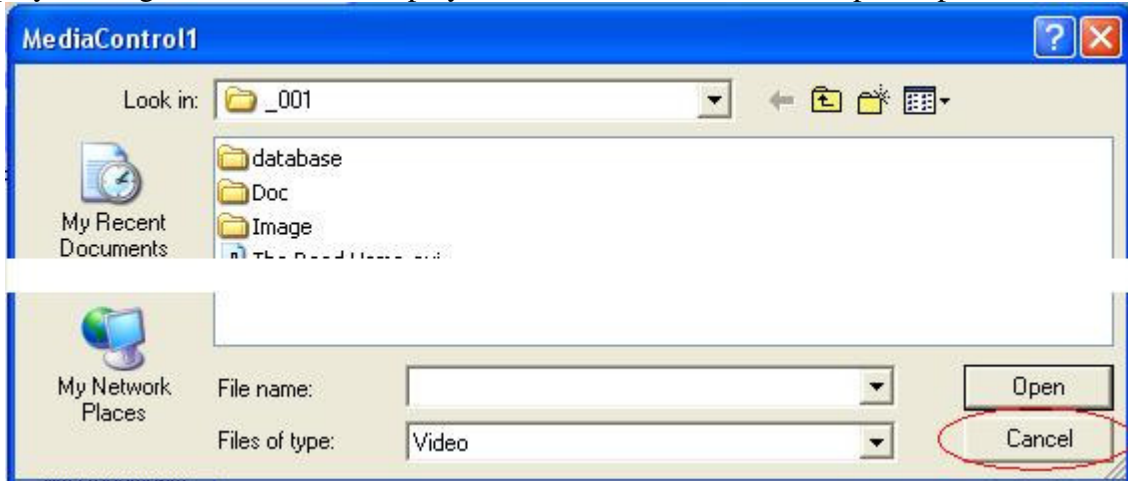 MediaControl1
Look in: _001
database
Doc
Image
My Recent
Documents
My Network
Places
File name:
Open
Files of type: Video
Cancel